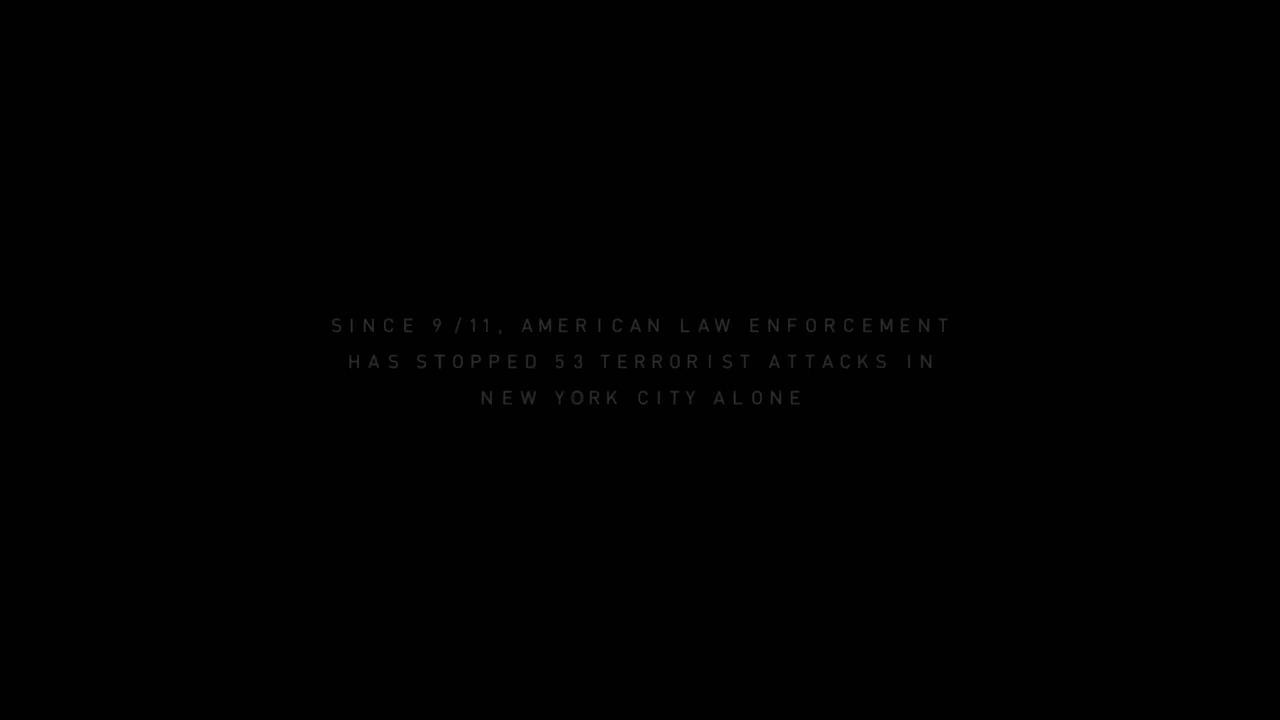 SINCE 9/11, AMERICAN LAW ENFORCEMENT
HAS STOPPED 53 TERRORIST ATTACKS IN
NEW YORK CITY ALONE